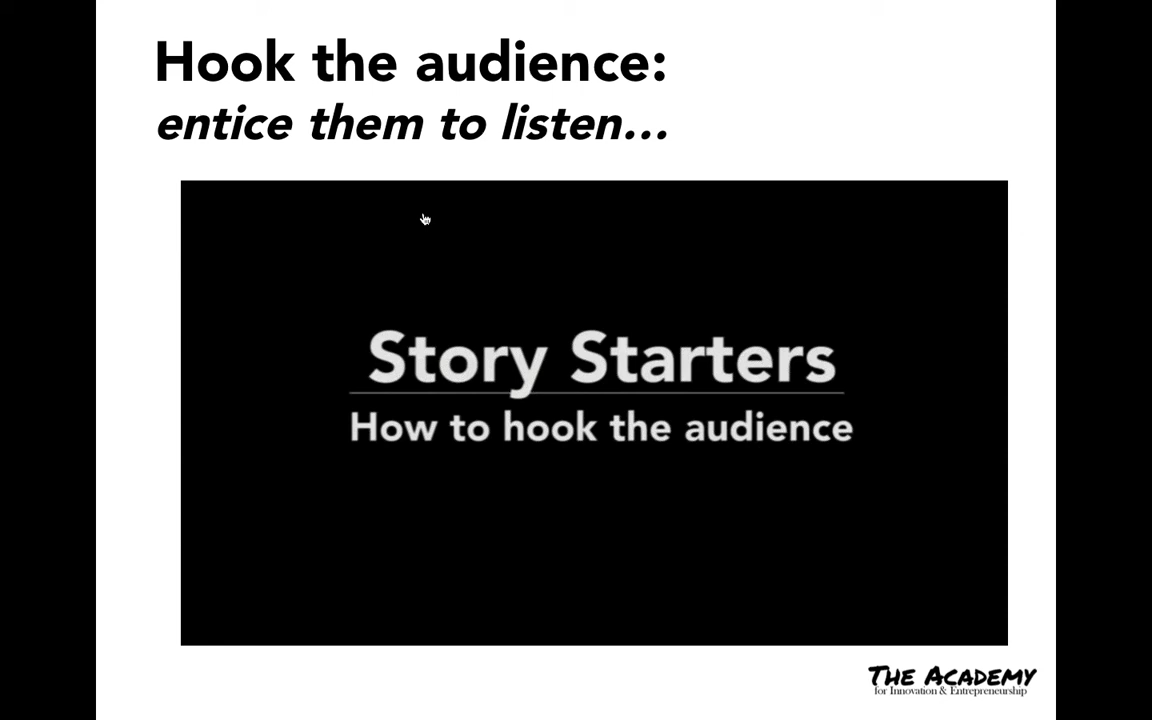 Hook the audience:
entice them to listen...
Story Starters
How to hook the audience
The Academy
for Innovation & Entrepreneurship